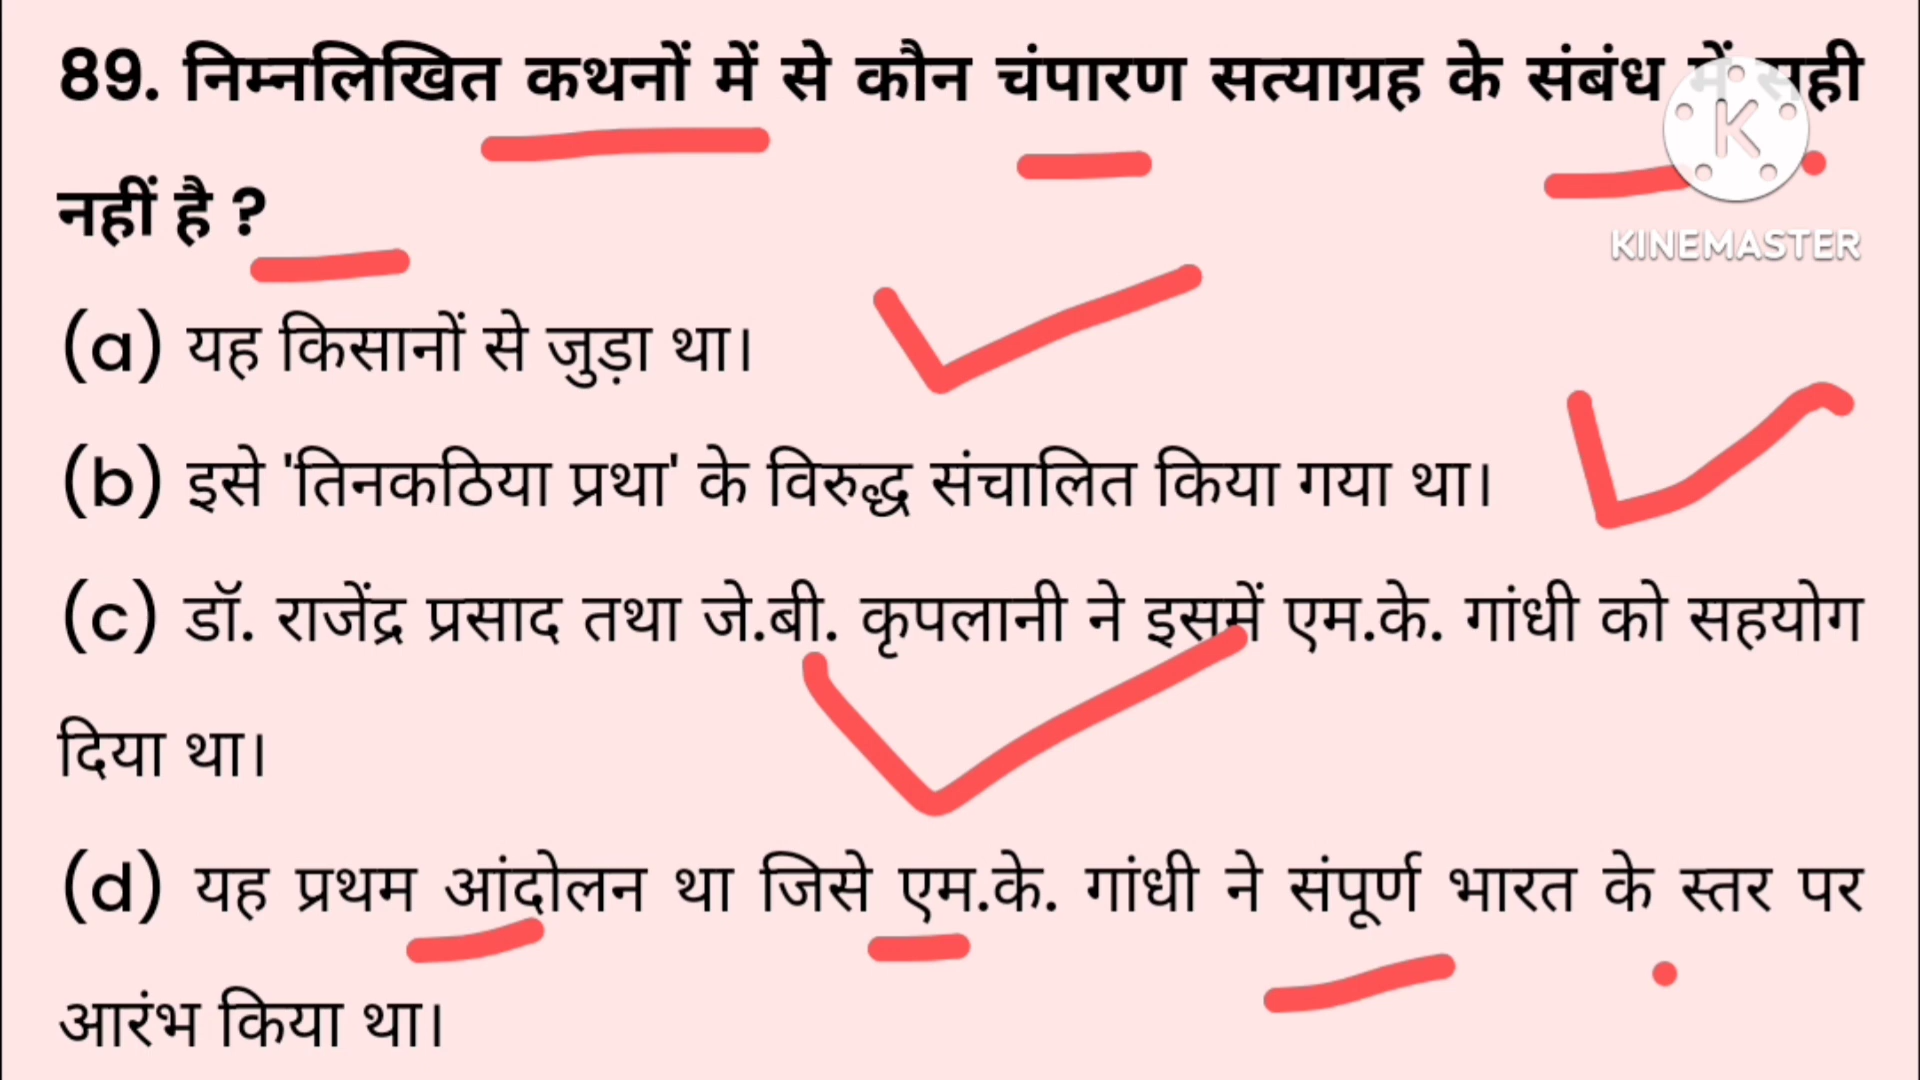 89. निम्नलिखित कथनों में से कौन चंपारण सत्याग्रह के संबंध में सही
नहीं है ?
K
KINEMASTER
(a) यह किसानों से जुड़ा था।
(b) इसे 'तिनकठिया प्रथा' के विरुद्ध संचालित किया गया था।
(c) डॉ. राजेंद्र प्रसाद तथा जे.बी. कृपलानी ने इसमें एम.के. गांधी को सहयोग
दिया था।
(d) यह प्रथम आंदोलन था जिसे एम.के. गांधी ने संपूर्ण भारत के स्तर पर
आरंभ किया था।